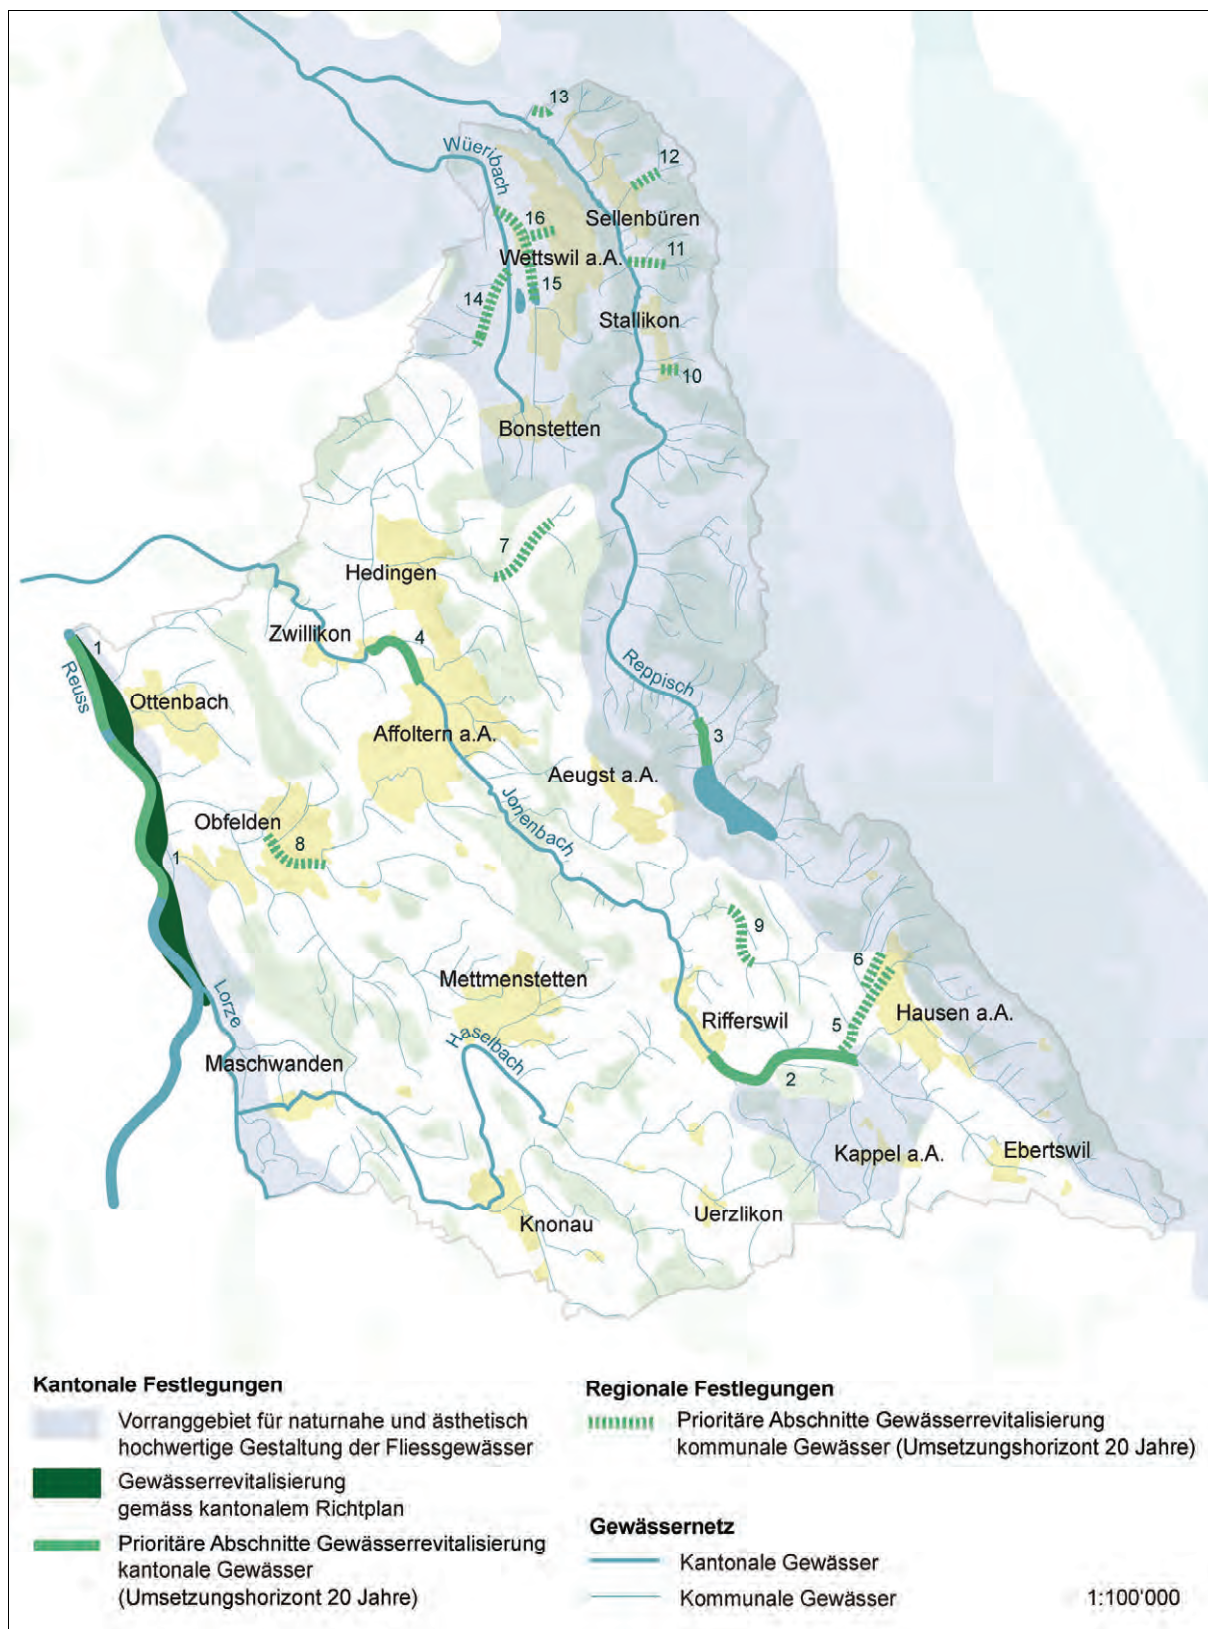 13
Wüeribach
12
16
Sellenbüren
11
Wettswil a.A.
15
14
Stallikon
10
Bonstetten
7
Hedingen
Zwillikon
4
1
Reuss
Reppisch
Ottenbach
3
Affoltern a.A.
Aeugst a.A.
Jonenbach
Obfelden
8
1
9
6
Mettmenstetten
Lorze
Rifferswil
5
Hausen a.A.
Haselbach
Maschwanden
2
Kappel a.A.
Ebertswil
Uerzlikon
Knonau
Kantonale Festlegungen
Vorranggebiet für naturnahe und ästhetisch
hochwertige Gestaltung der Fliessgewässer
Gewässerrevitalisierung
gemäss kantonalem Richtplan
Prioritäre Abschnitte Gewässerrevitalisierung
kantonale Gewässer
(Umsetzungshorizont 20 Jahre)
Regionale Festlegungen
Prioritäre Abschnitte Gewässerrevitalisierung
kommunale Gewässer (Umsetzungshorizont 20 Jahre)
Gewässernetz
Kantonale Gewässer
Kommunale Gewässer
1:100'000